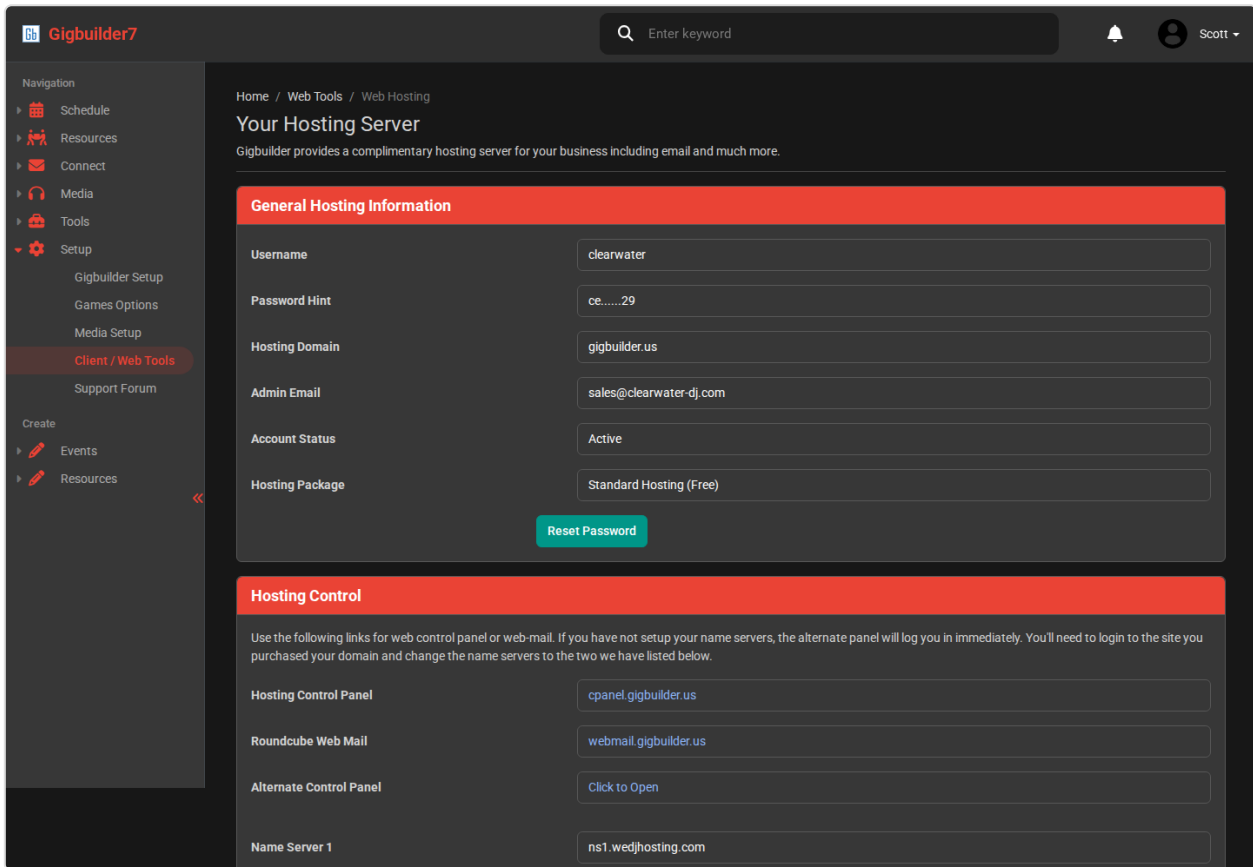 Gb Gigbuilder7
Enter keyword
Scott
Navigation
Schedule
Resources
Connect
Media
Tools
Setup
Gigbuilder Setup
Games Options
Media Setup
Client / Web Tools
Support Forum
Create
Events
Resources
Home / Web Tools / Web Hosting
Your Hosting Server
Gigbuilder provides a complimentary hosting server for your business including email and much more.
General Hosting Information
Username clearwater
Password Hint ce......29
Hosting Domain gigbuilder.us
Admin Email sales@clearwater-dj.com
Account Status Active
Hosting Package Standard Hosting (Free)
Reset Password
Hosting Control
Use the following links for web control panel or web-mail. If you have not setup your name servers, the alternate panel will log you in immediately. You'll need to login to the site you
purchased your domain and change the name servers to the two we have listed below.
Hosting Control Panel cpanel.gigbuilder.us
Roundcube Web Mail webmail.gigbuilder.us
Alternate Control Panel Click to Open
Name Server 1 ns1.wedjhosting.com